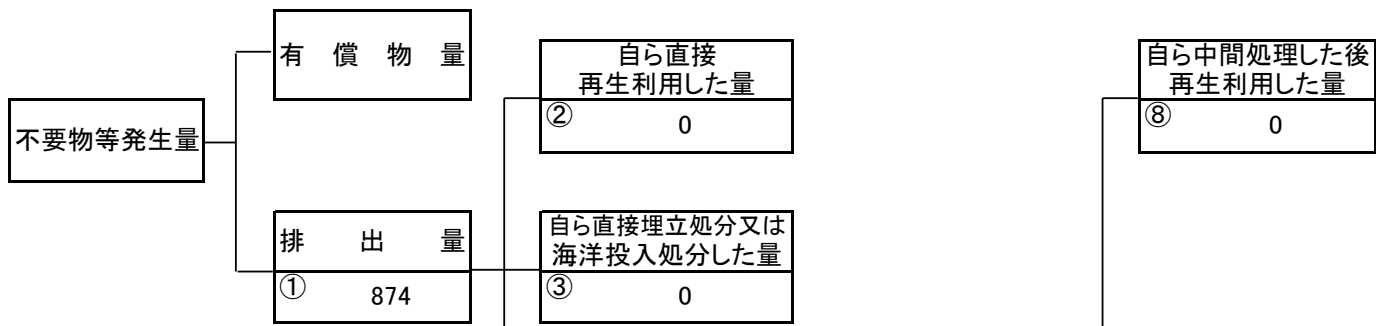 有償物量
自ら直接
再生利用した量
② 0
自ら中間処理した後
再生利用した量
⑧ 0
不要物等発生量
排出量
① 874
自ら直接埋立処分又は
海洋投入処分した量
③ 0